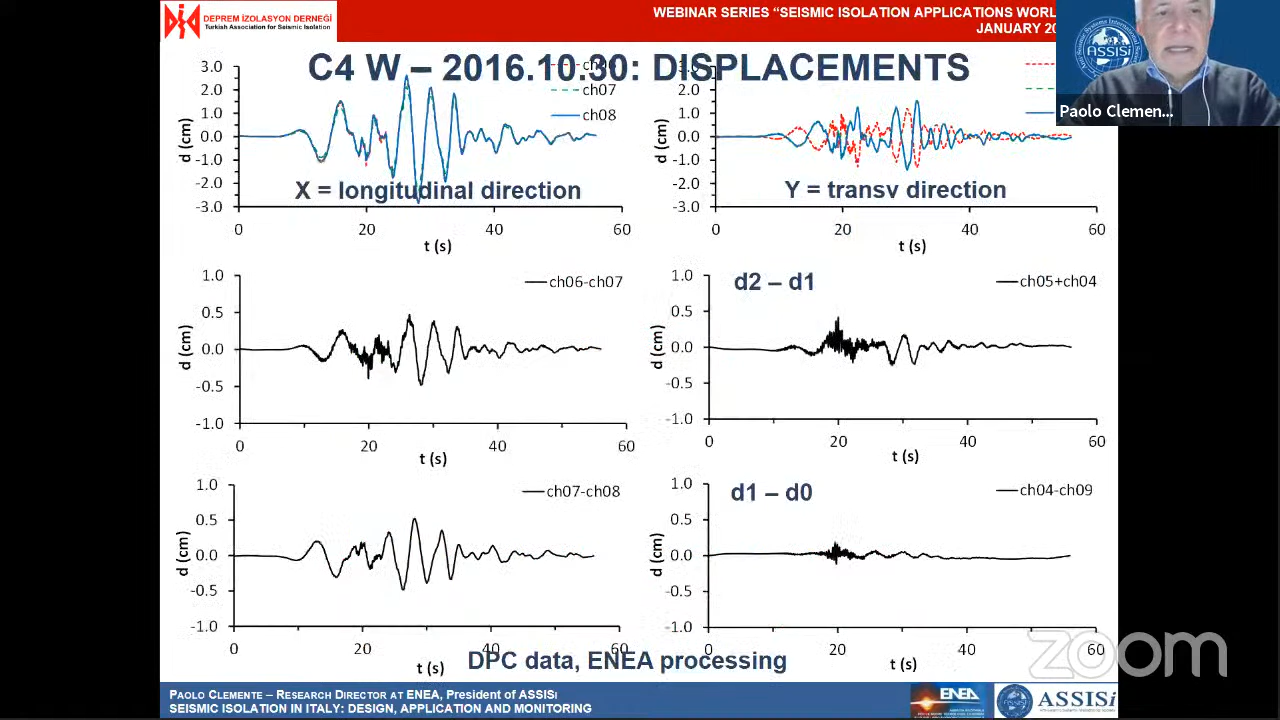 DEPREM İZOLASYON DERNEĞİ
Turkish Association for Seismic Isolation
WEBINAR SERIES “SEISMIC ISOLATION APPLICATIONS WORL
JANUARY 20
ASSISi
Paolo Clemen...
C4 W – 2016.10.30: DISPLACEMENTS
3.0
2.0
1.0
0.0
-1.0
-2.0
-3.0
d (cm)
ch07
ch08
X = longitudinal direction
0 20 40 60
t (s)
3.0
2.0
1.0
0.0
-1.0
-2.0
-3.0
d (cm)
Y = transv direction
0 20 40 60
t (s)
1.0
0.5
0.0
-0.5
-1.0
d (cm)
ch06-ch07
0 20 40 60
t (s)
1.0
0.5
0.0
-0.5
-1.0
d (cm)
d2 – d1
ch05+ch04
0 20 40 60
t (s)
1.0
0.5
0.0
-0.5
-1.0
d (cm)
ch07-ch08
0 20 40 60
t (s)
1.0
0.5
0.0
-0.5
-1.0
d (cm)
d1 – d0
ch04-ch09
0 20 40 60
t (s)
DPC data, ENEA processing
zoom
PAOLO CLEMENTE – RESEARCH DIRECTOR AT ENEA, President of ASSISi
SEISMIC ISOLATION IN ITALY: DESIGN, APPLICATION AND MONITORING
ENEA
ASSISi